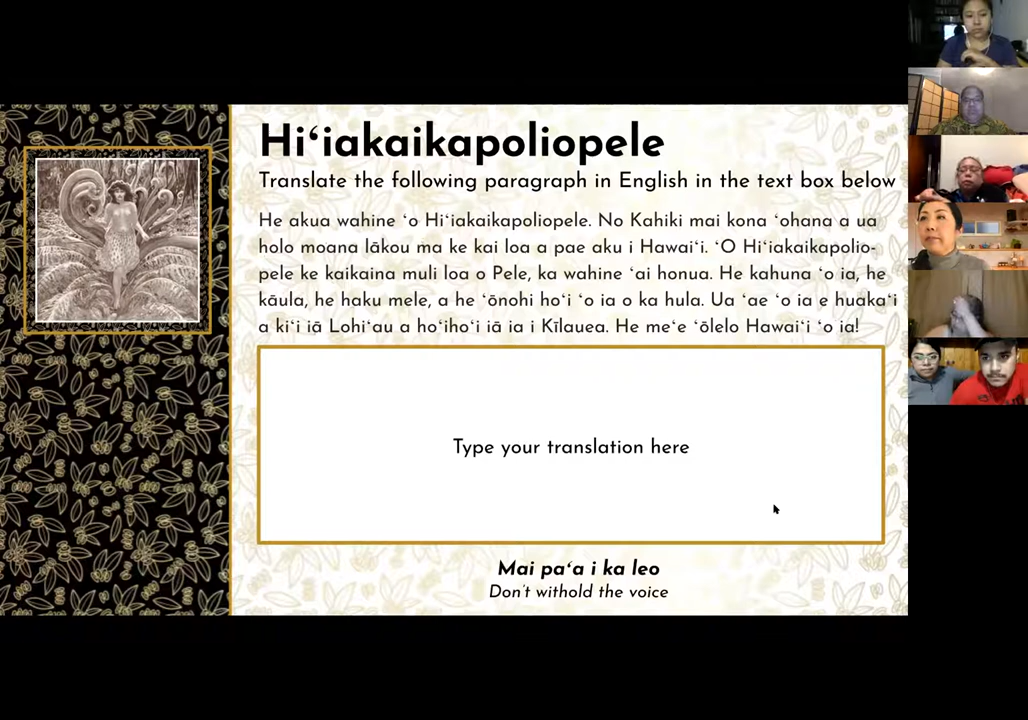 Hiʻiakaikapoliopele
Translate the following paragraph in English in the text box below
He akua wahine ʻo Hiʻiakaikapoliopele. No Kahiki mai kona ʻohana a ua
holo moana lākou ma ke kai loa a pae aku i Hawaiʻi. ʻO Hiʻiakaikapolio-
pele ke kaikaina muli loa o Pele, ka wahine ʻai honua. He kahuna ʻo ia, he
kāula, he haku mele, a he ʻōnohi hoʻi ʻo ia o ka hula. Ua ʻae ʻo ia e huakaʻi
a kiʻi iā Lohiʻau a hoʻihoʻi iā ia i Kīlauea. He meʻe ʻōlelo Hawaiʻi ʻo ia!
Type your translation here
Mai paʻa i ka leo
Don't withold the voice